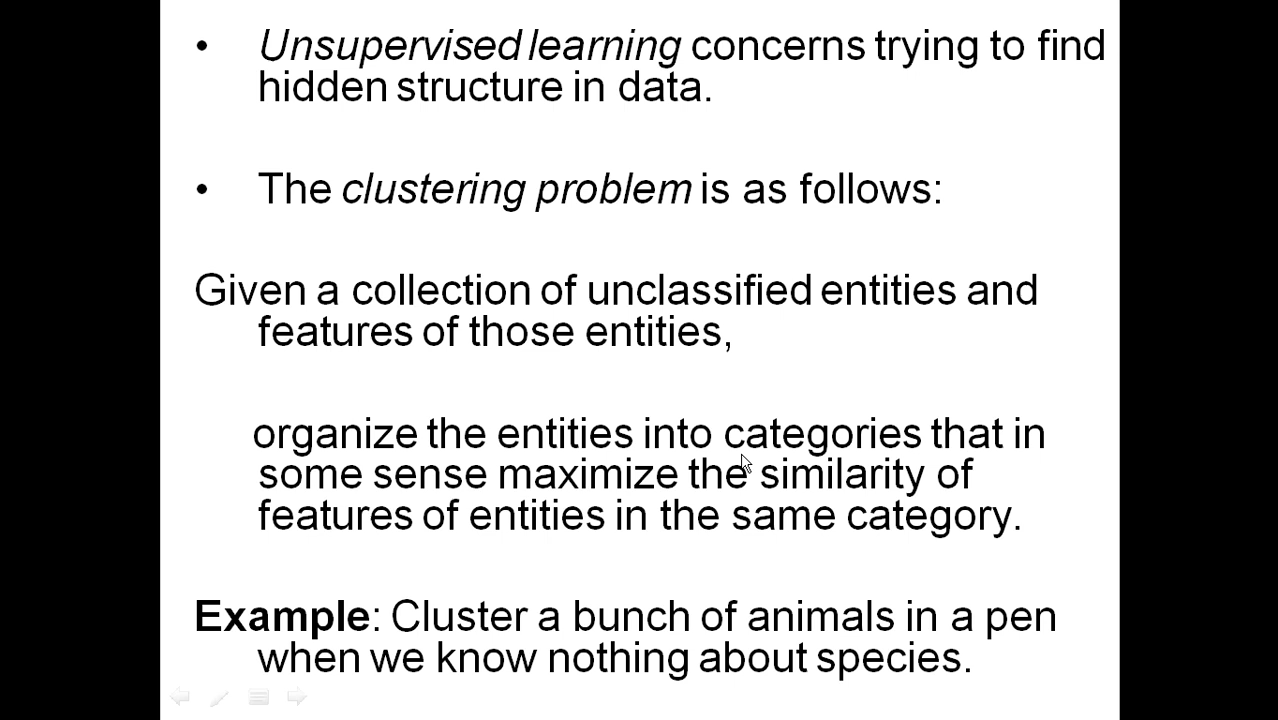 • Unsupervised learning concerns trying to find
hidden structure in data.
• The clustering problem is as follows:
Given a collection of unclassified entities and
features of those entities,
organize the entities into categories that in
some sense maximize the similarity of
features of entities in the same category.
Example: Cluster a bunch of animals in a pen
when we know nothing about species.